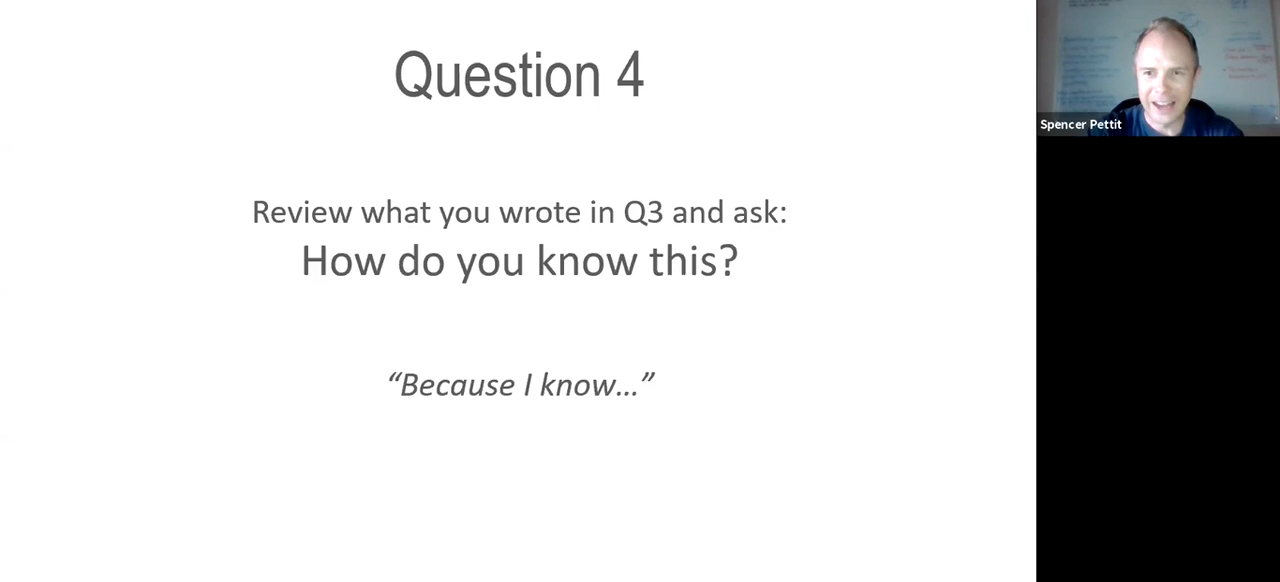 Question 4
Review what you wrote in Q3 and ask:
How do you know this?
“Because I know…”
Spencer Pettit